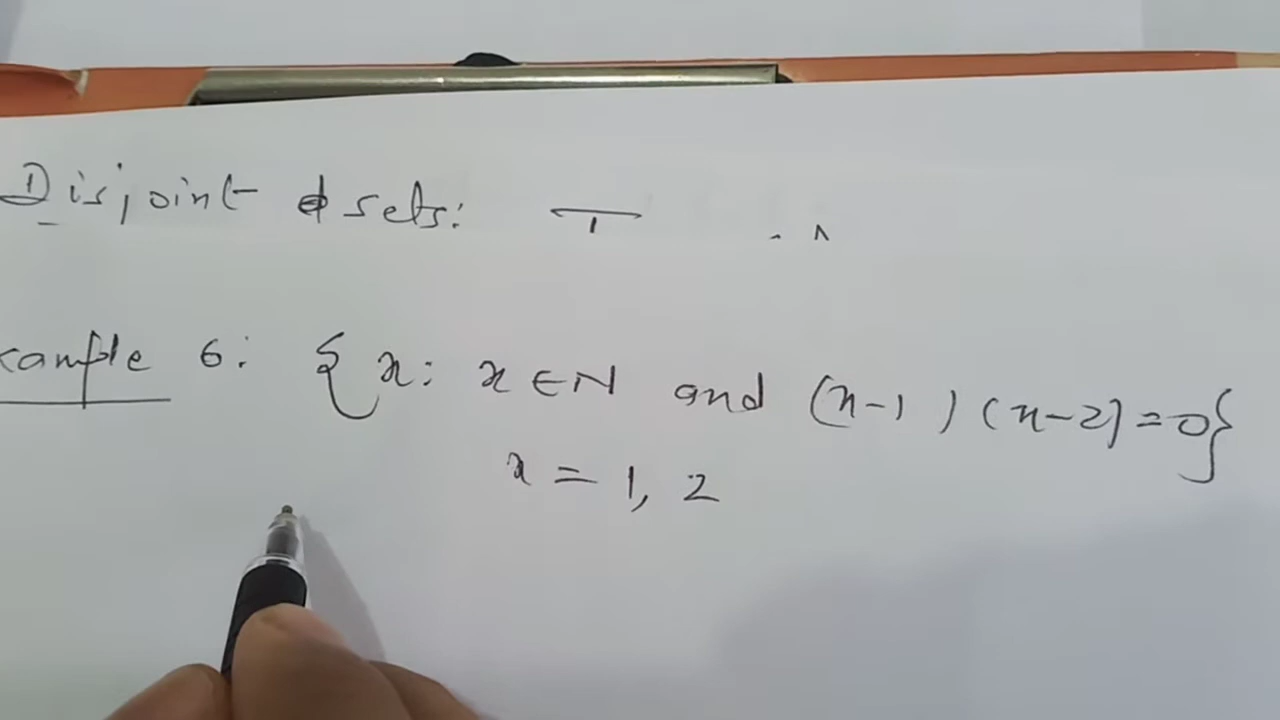 Disjoint sets:
xample 6: {x: x ∈ N and (x-1) (x-2)=0}
x = 1, 2